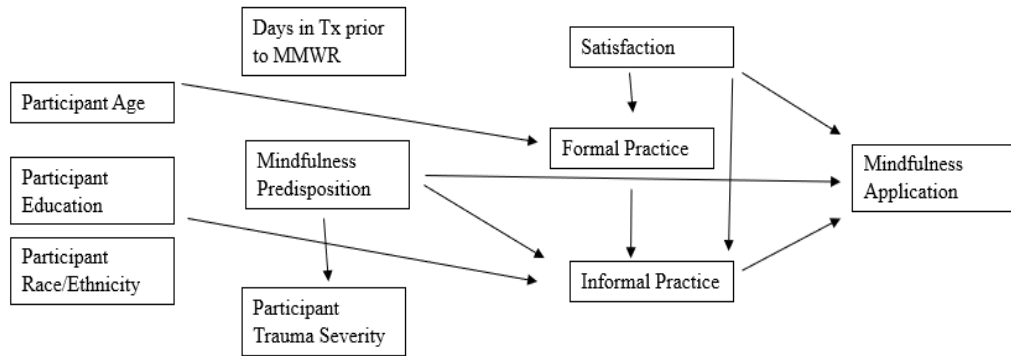 Days in Tx prior
to MMWR
Satisfaction
Participant Age
Formal Practice
Mindfulness
Predisposition
Mindfulness
Application
Participant
Education
Participant
Race/Ethnicity
Informal Practice
Participant
Trauma Severity